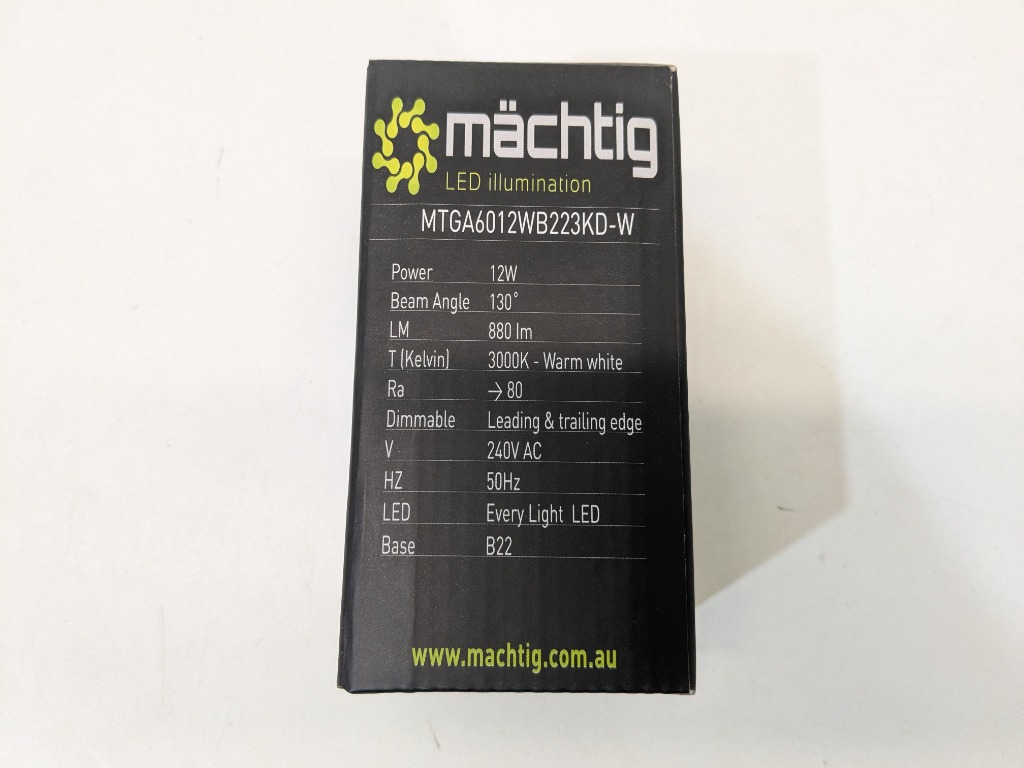 mächtig
LED illumination
MTGA6012WB223KD-W
Power 12W
Beam Angle 130°
LM 880 lm
T (Kelvin) 3000K - Warm white
Ra -> 80
Dimmable Leading & trailing edge
V 240V AC
HZ 50Hz
LED Every Light LED
Base B22
www.machtig.com.au